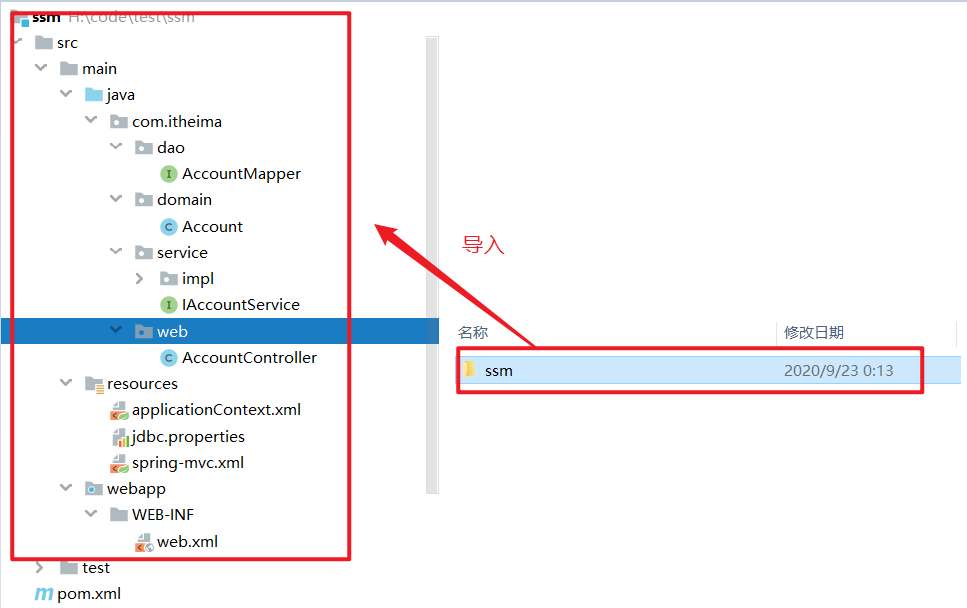 ssm H:\code\test\ssm
src
main
java
com.itheima
dao
AccountMapper
domain
Account
service
impl
IAccountService
web
AccountController
resources
applicationContext.xml
jdbc.properties
spring-mvc.xml
webapp
WEB-INF
web.xml
test
pom.xml
导入
名称 修改日期
ssm 2020/9/23 0:13